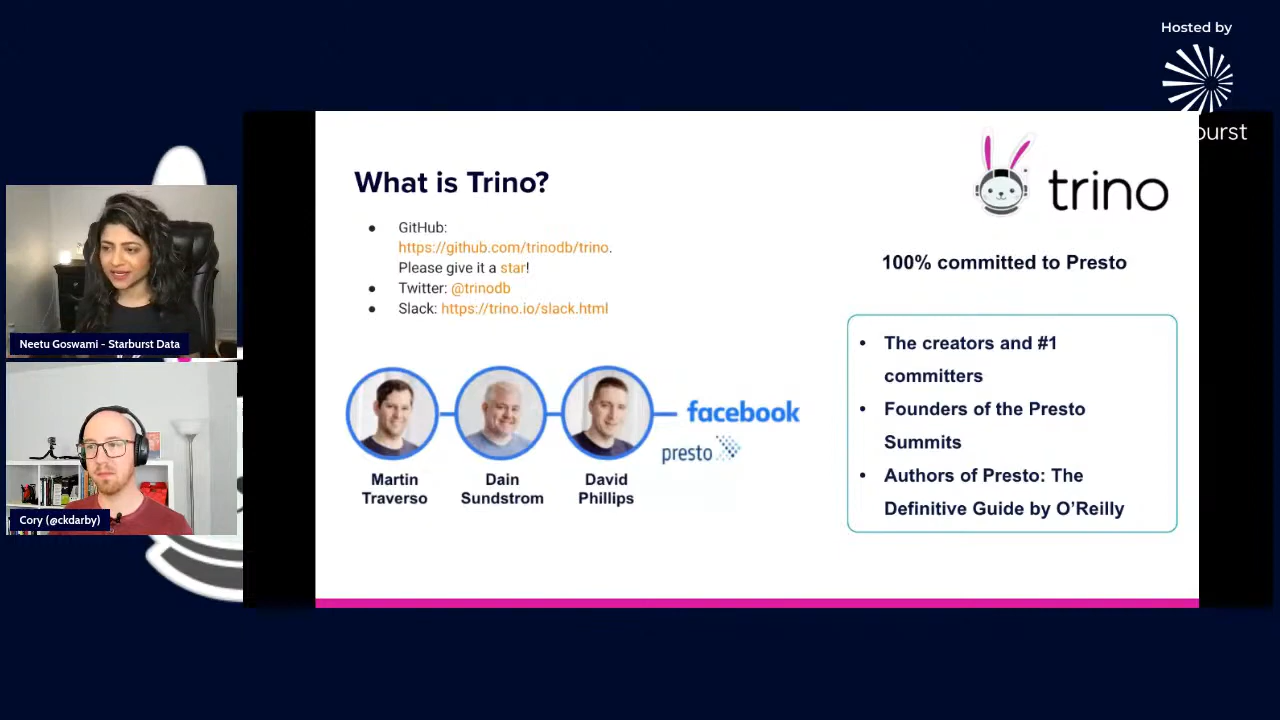 Hosted by
burst
What is Trino?
trino
GitHub:
https://github.com/trinodb/trino.
Please give it a star!
Twitter: @trinodb
Slack: https://trino.io/slack.html
100% committed to Presto
The creators and #1
committers
Founders of the Presto
Summits
Authors of Presto: The
Definitive Guide by O’Reilly
facebook
presto
Martin
Traverso
Dain
Sundstrom
David
Phillips
Neetu Goswami - Starburst Data
Cory (@ckdarby)